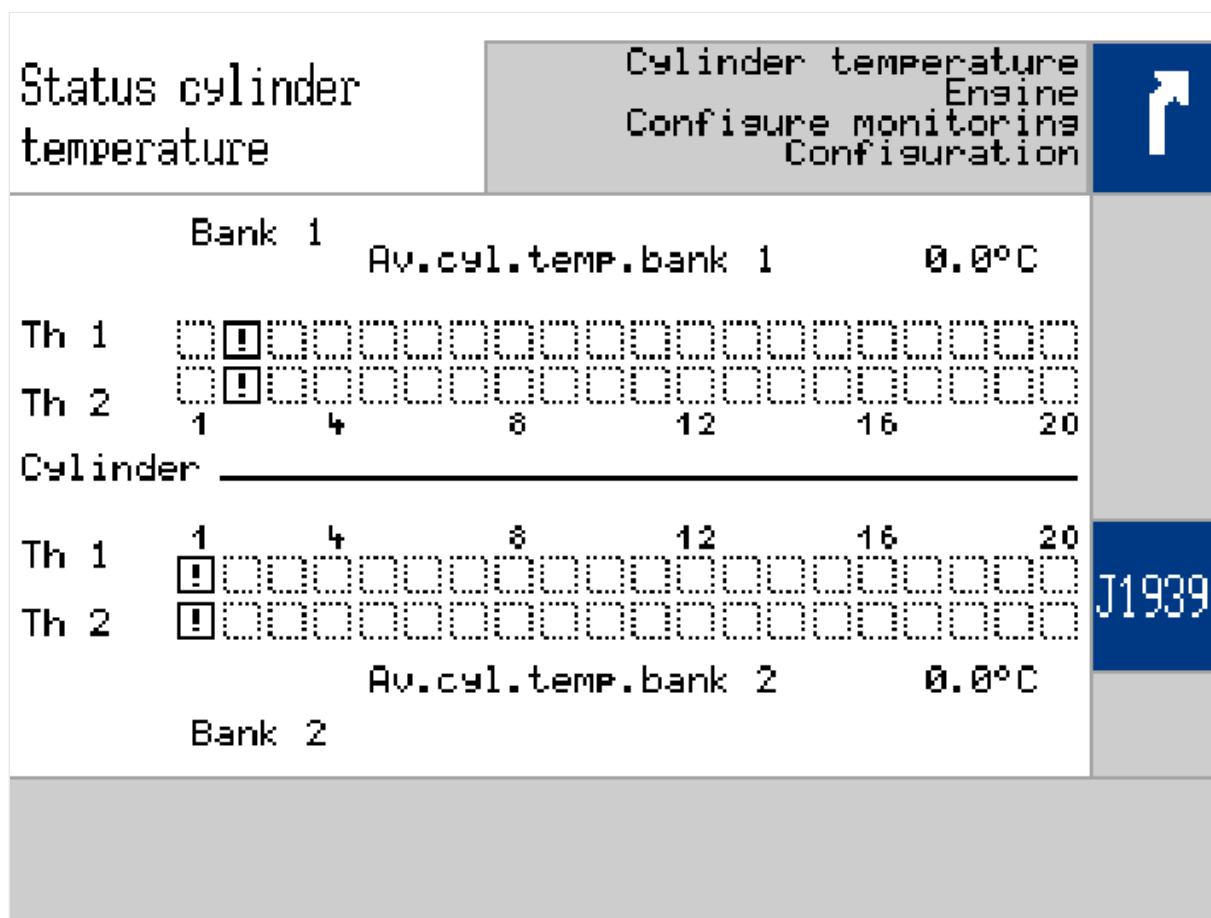 Status cylinder
temperature
Cylinder temperature
Engine
Configure monitoring
Configuration
Bank 1
Av.cyl.temp.bank 1 0.0°C
Th 1 ! 
Th 2 ! 
1 4 8 12 16 20
Cylinder
1 4 8 12 16 20
Th 1 ! 
Th 2 ! 
J1939
Av.cyl.temp.bank 2 0.0°C
Bank 2